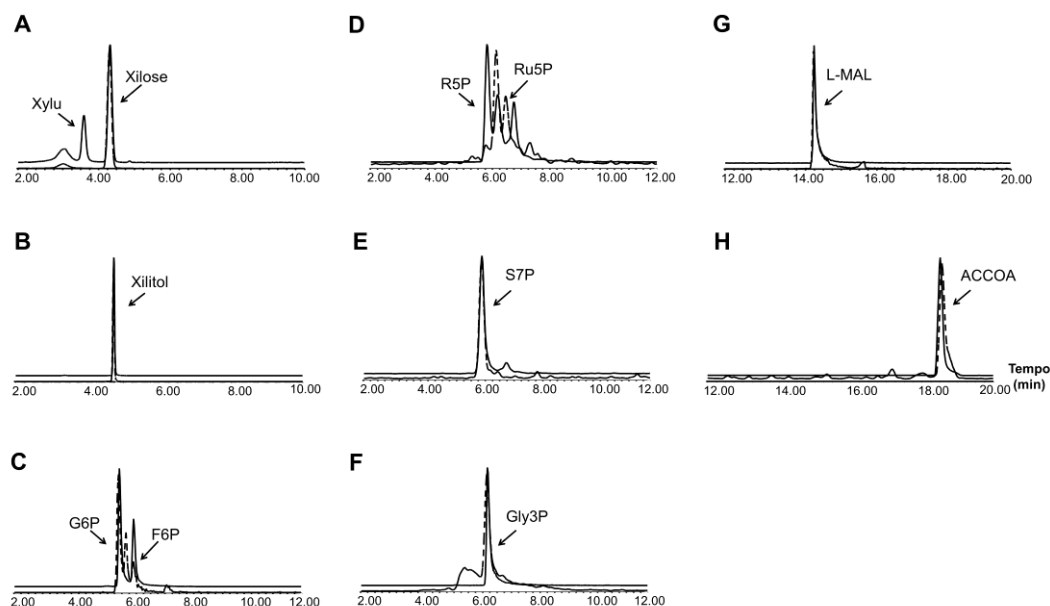 A
Xilose
Xylu
2.00 4.00 6.00 8.00 10.00
B
Xilitol
2.00 4.00 6.00 8.00 10.00
C
G6P
F6P
2.00 4.00 6.00 8.00 10.00 12.00
D
R5P
Ru5P
2.00 4.00 6.00 8.00 10.00 12.00
E
S7P
2.00 4.00 6.00 8.00 10.00 12.00
F
Gly3P
2.00 4.00 6.00 8.00 10.00 12.00
G
L-MAL
12.00 14.00 16.00 18.00 20.00
H
ACCOA
12.00 14.00 16.00 18.00 20.00
Tempo
(min)